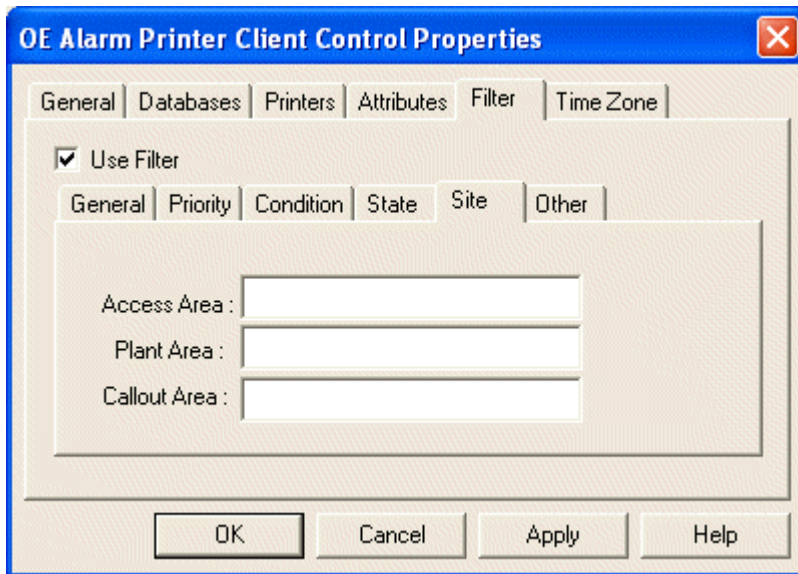 OE Alarm Printer Client Control Properties
General Databases Printers Attributes Filter Time Zone
Use Filter
General Priority Condition State Site Other
Access Area :
Plant Area :
Callout Area :
OK Cancel Apply Help